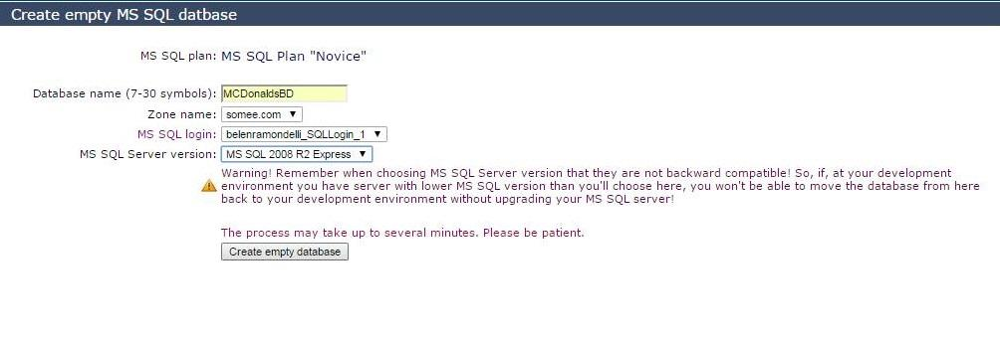 Create empty MS SQL datbase
MS SQL plan: MS SQL Plan "Novice"
Database name (7-30 symbols): MCDonaldsBD
Zone name: somee.com
MS SQL login: belenramondelli_SQLLogin_1
MS SQL Server version: MS SQL 2008 R2 Express
Warning! Remember when choosing MS SQL Server version that they are not backward compatible! So, if, at your development
environment you have server with lower MS SQL version than you'll choose here, you won't be able to move the database from here
back to your development environment without upgrading your MS SQL server!
The process may take up to several minutes. Please be patient.
Create empty database